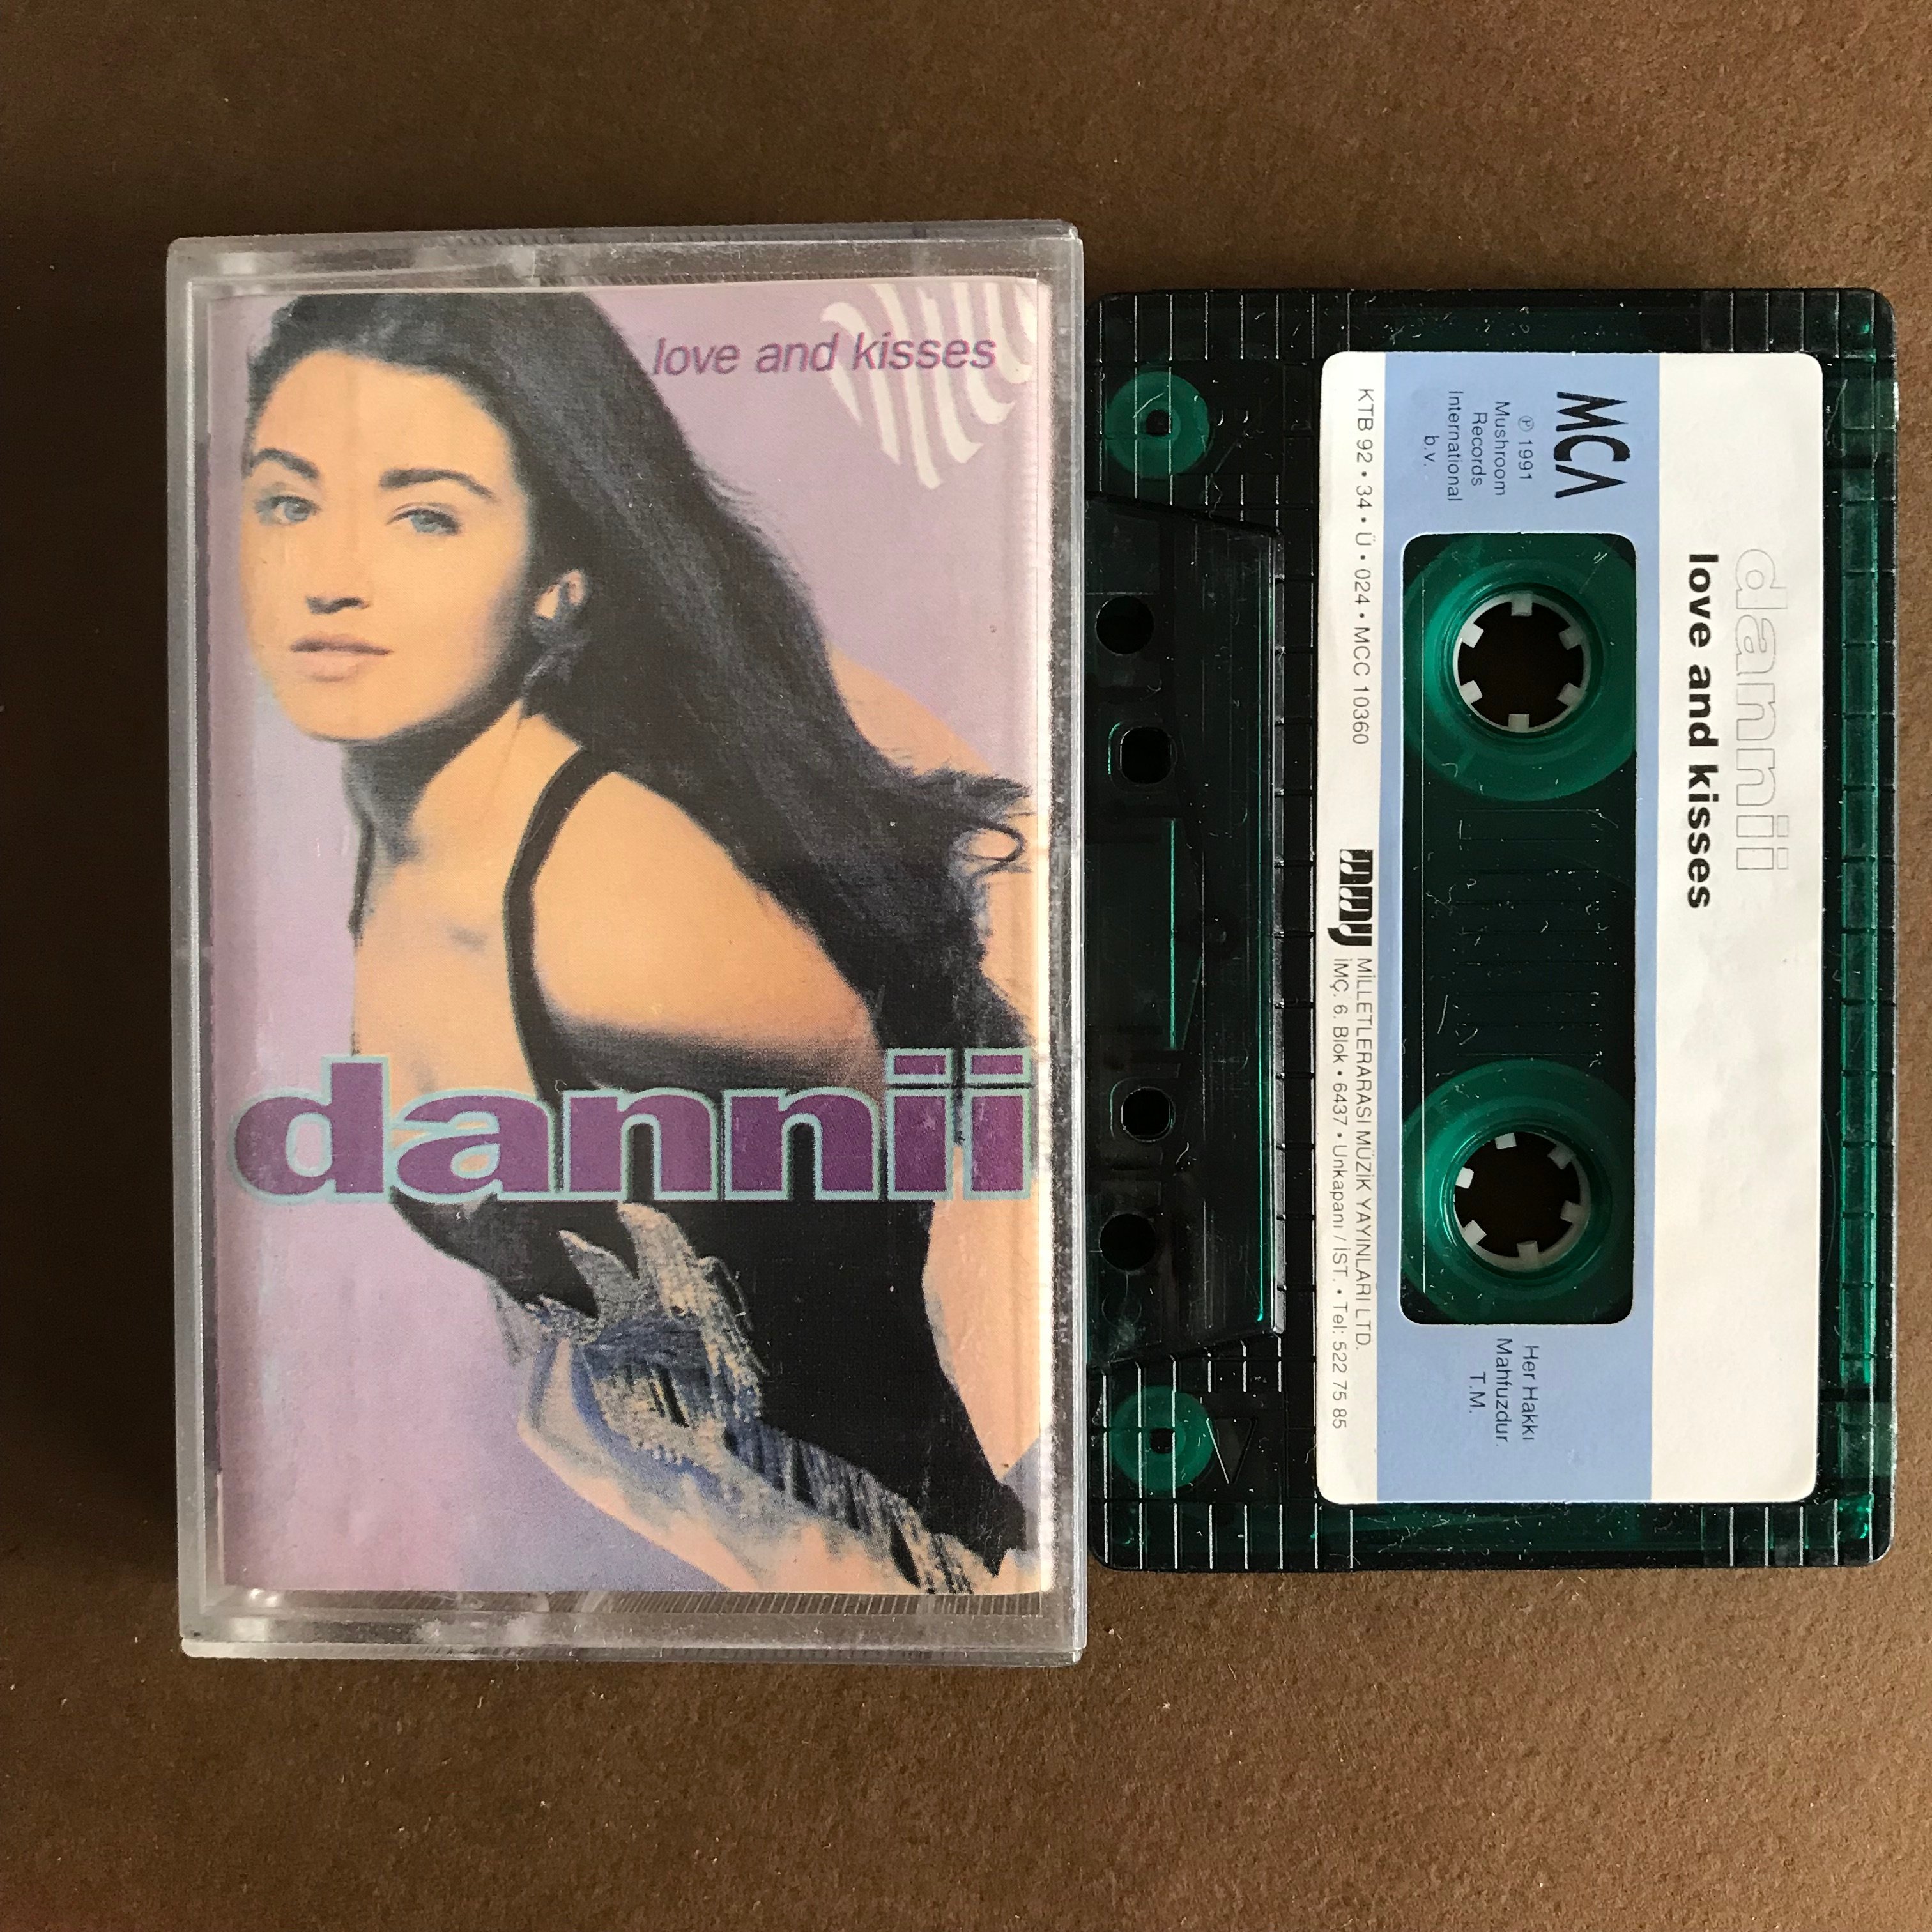 love and kisses
dannii
dannii
love and kisses
MCA
℗ 1991
Mushroom
Records
International
b.v.
Her Hakkı
Mahfuzdur.
T.M.
KTB 92 • 34 • Ü • 024 • MCC 10360
mmy
MİLLETLERARASI MÜZİK YAYINLARI LTD.
İMÇ. 6. Blok • 6437 • Unkapanı / İST. • Tel: 522 75 85